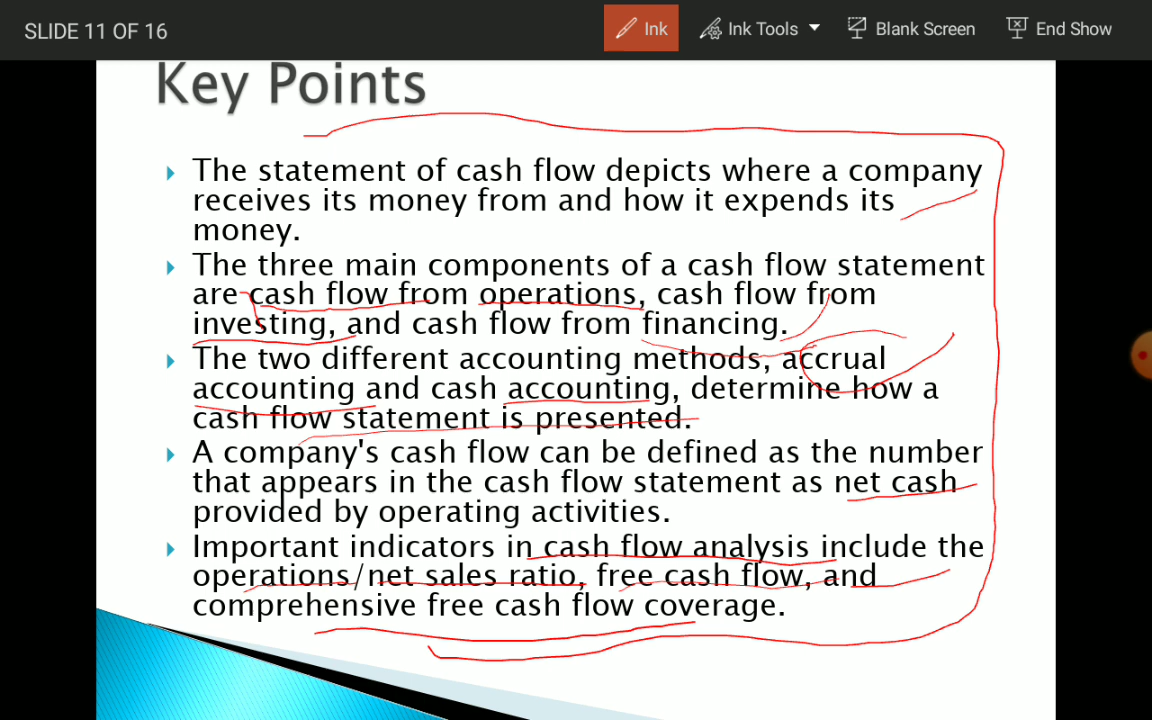 SLIDE 11 OF 16
Ink
Ink Tools
Blank Screen
End Show
Key Points
The statement of cash flow depicts where a company
receives its money from and how it expends its
money.
The three main components of a cash flow statement
are cash flow from operations, cash flow from
investing, and cash flow from financing.
The two different accounting methods, accrual
accounting and cash accounting, determine how a
cash flow statement is presented.
A company's cash flow can be defined as the number
that appears in the cash flow statement as net cash
provided by operating activities.
Important indicators in cash flow analysis include the
operations/net sales ratio, free cash flow, and
comprehensive free cash flow coverage.